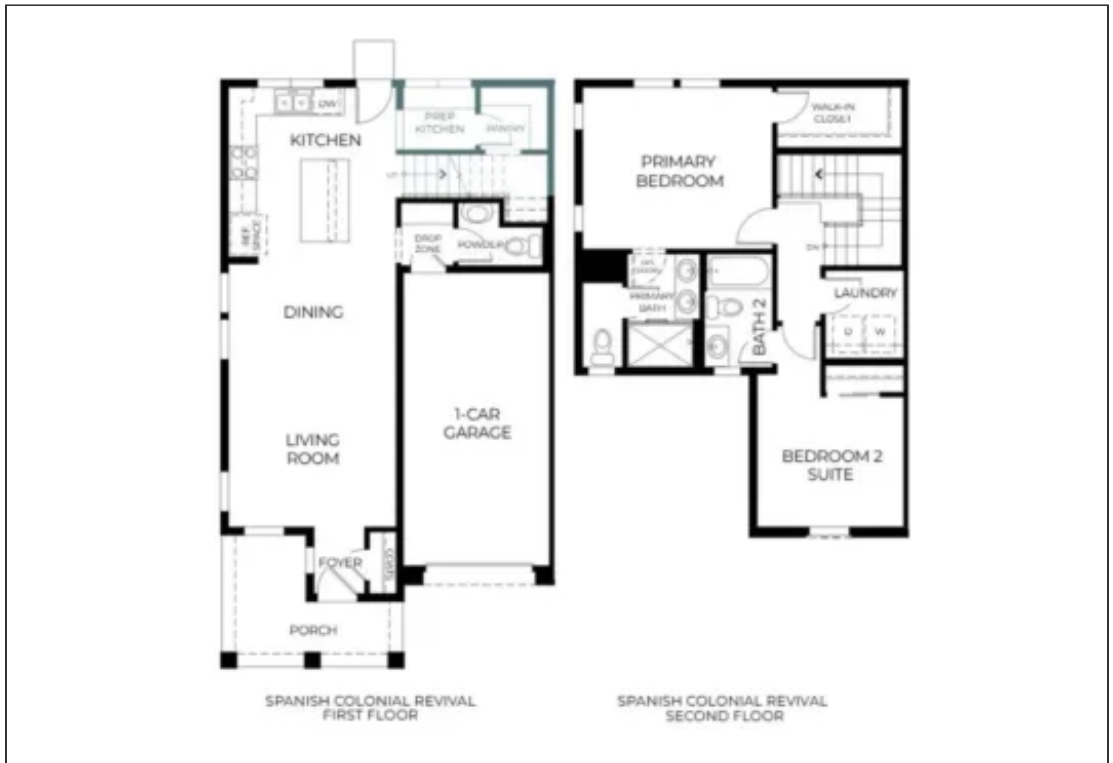 DW
PREP
KITCHEN
PANTRY
KITCHEN
REF.
SPACE
DROP
ZONE
POWDER
DINING
1-CAR
GARAGE
LIVING
ROOM
FOYER
COATS
PORCH
SPANISH COLONIAL REVIVAL
FIRST FLOOR
WALK-IN
CLOSET
PRIMARY
BEDROOM
DN
LAUNDRY
PRIMARY
BATH
BATH 2
D
W
BEDROOM 2
SUITE
SPANISH COLONIAL REVIVAL
SECOND FLOOR